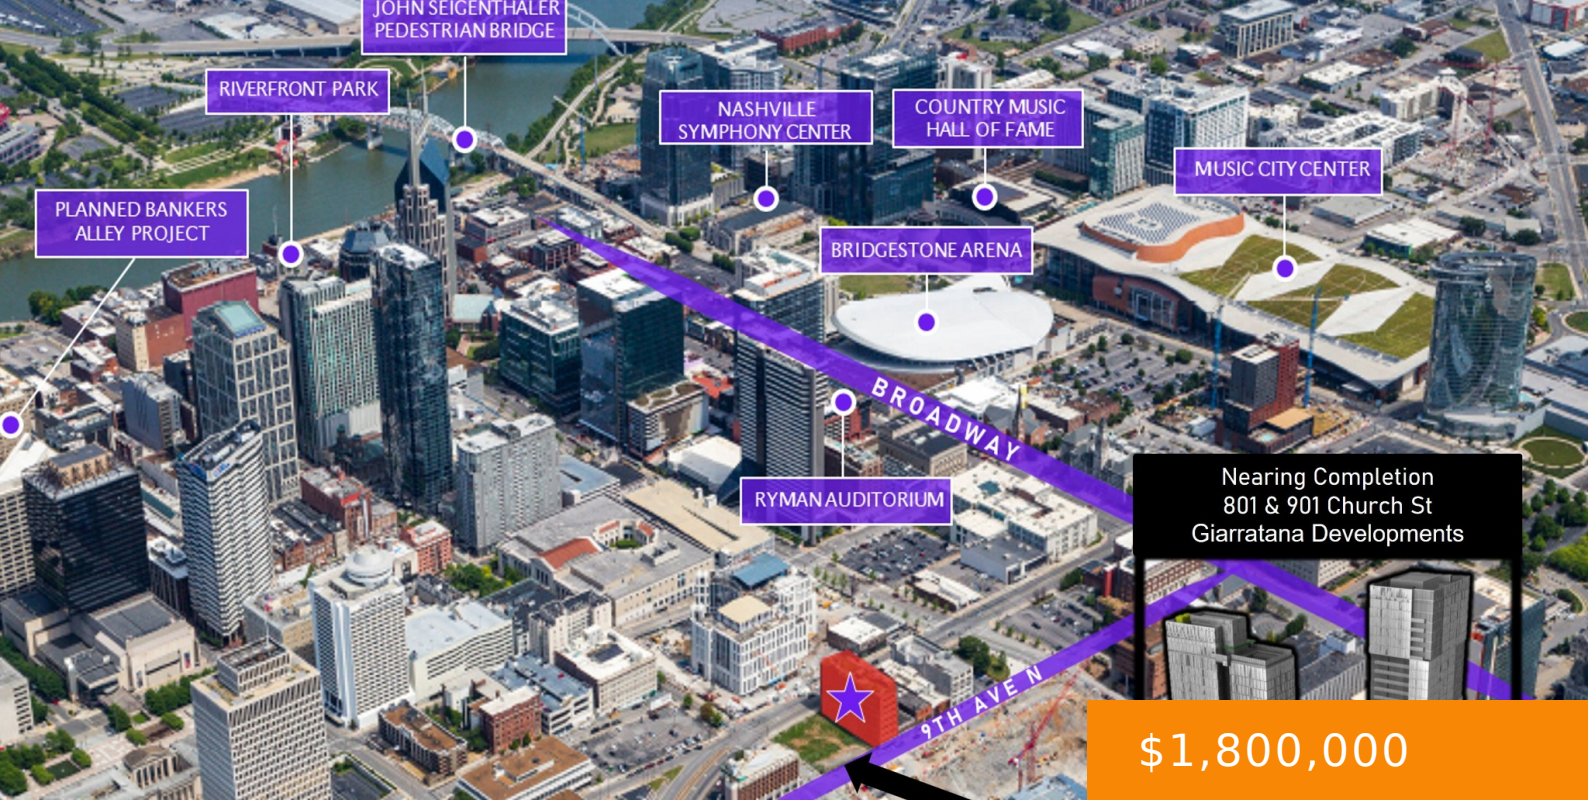 JOHN SEIGENTHALER
PEDESTRIAN BRIDGE
RIVERFRONT PARK
NASHVILLE
SYMPHONY CENTER
COUNTRY MUSIC
HALL OF FAME
MUSIC CITY CENTER
PLANNED BANKERS
ALLEY PROJECT
BRIDGESTONE ARENA
BROADWAY
RYMAN AUDITORIUM
Nearing Completion
801 & 901 Church St
Giarratana Developments
9TH AVE N
$1,800,000